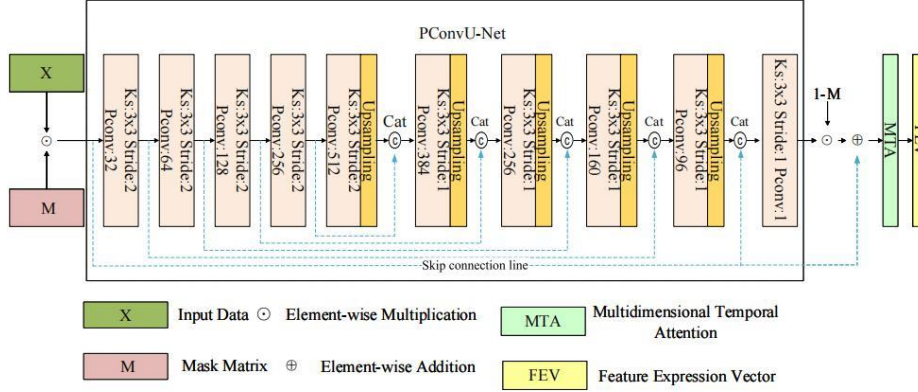 PConvU-Net
X
M
Ks:3x3 Stride:2
Pconv:32
Ks:3x3 Stride:2
Pconv:64
Ks:3x3 Stride:2
Pconv:128
Ks:3x3 Stride:2
Pconv:256
Ks:3x3 Stride:2
Pconv:512
Upsampling
Cat
Ks:3x3 Stride:1
Pconv:384
Upsampling
Cat
Ks:3x3 Stride:1
Pconv:256
Upsampling
Cat
Ks:3x3 Stride:1
Pconv:160
Upsampling
Cat
Ks:3x3 Stride:1
Pconv:96
Upsampling
Cat
Ks:3x3 Stride:1 Pconv:1
1-M
MTA
Skip connection line
X Input Data ⊙ Element-wise Multiplication
MTA Multidimensional Temporal
Attention
M Mask Matrix ⊕ Element-wise Addition
FEV Feature Expression Vector